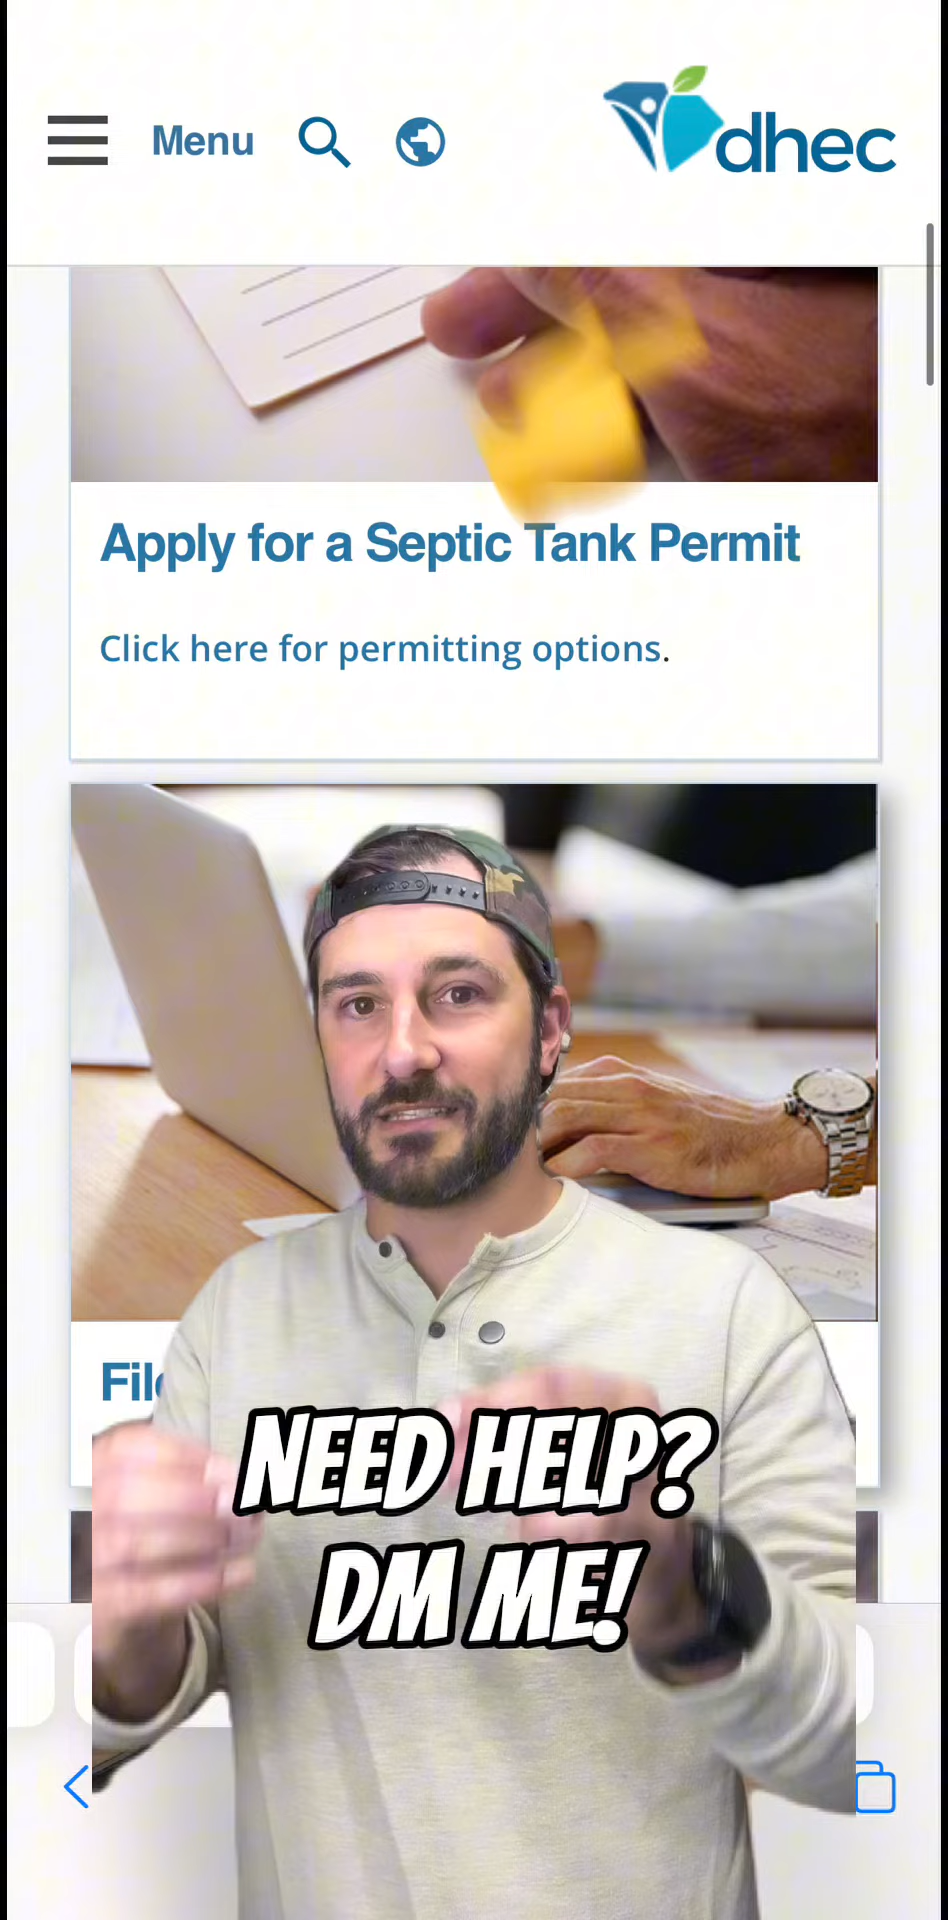 Menu
dhec
Apply for a Septic Tank Permit
Click here for permitting options.
NEED HELP?
DM ME!